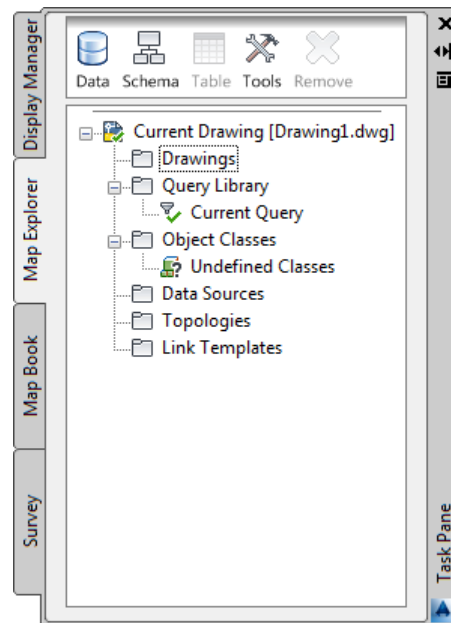 Display Manager
Map Explorer
Map Book
Survey
Data Schema Table Tools Remove
Current Drawing [Drawing1.dwg]
Drawings
Query Library
Current Query
Object Classes
Undefined Classes
Data Sources
Topologies
Link Templates
Task Pane